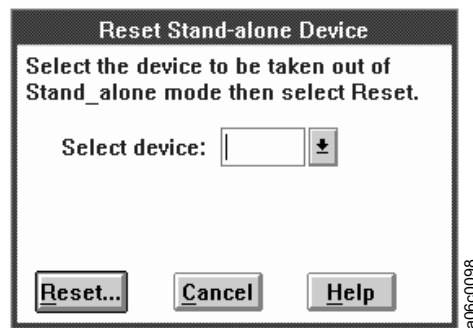 Reset Stand-alone Device
Select the device to be taken out of
Stand_alone mode then select Reset.
Select device:
Reset... Cancel Help
a06c0098